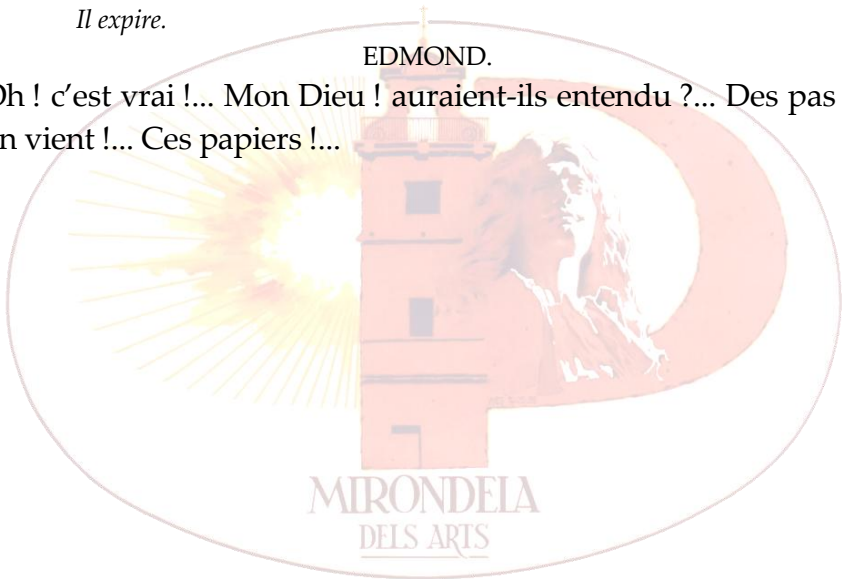 Il expire.
EDMOND.
Oh ! c’est vrai !... Mon Dieu ! auraient-ils entendu ?... Des pas
n vient !... Ces papiers !...
MIRONDELA
DELS ARTS